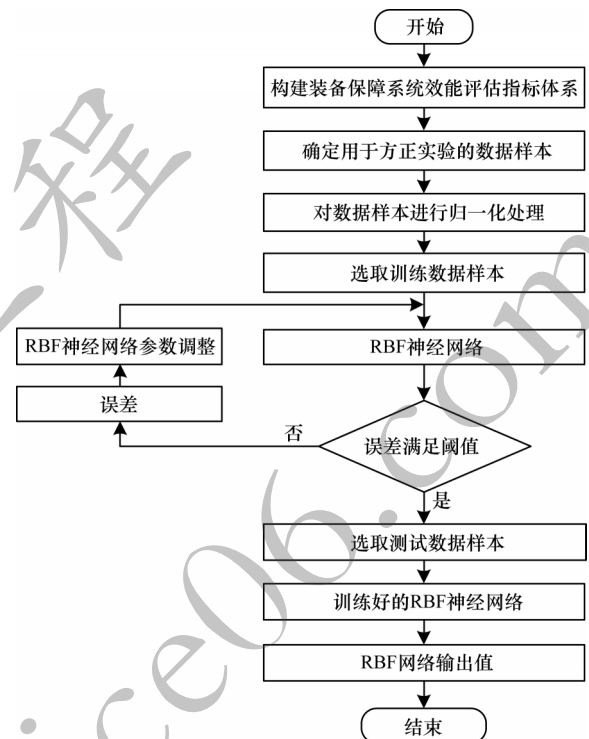 开始
构建装备保障系统效能评估指标体系
确定用于方正实验的数据样本
对数据样本进行归一化处理
选取训练数据样本
RBF神经网络参数调整
RBF神经网络
误差
否
误差满足阈值
是
选取测试数据样本
训练好的RBF神经网络
RBF网络输出值
结束
程
ice06.com